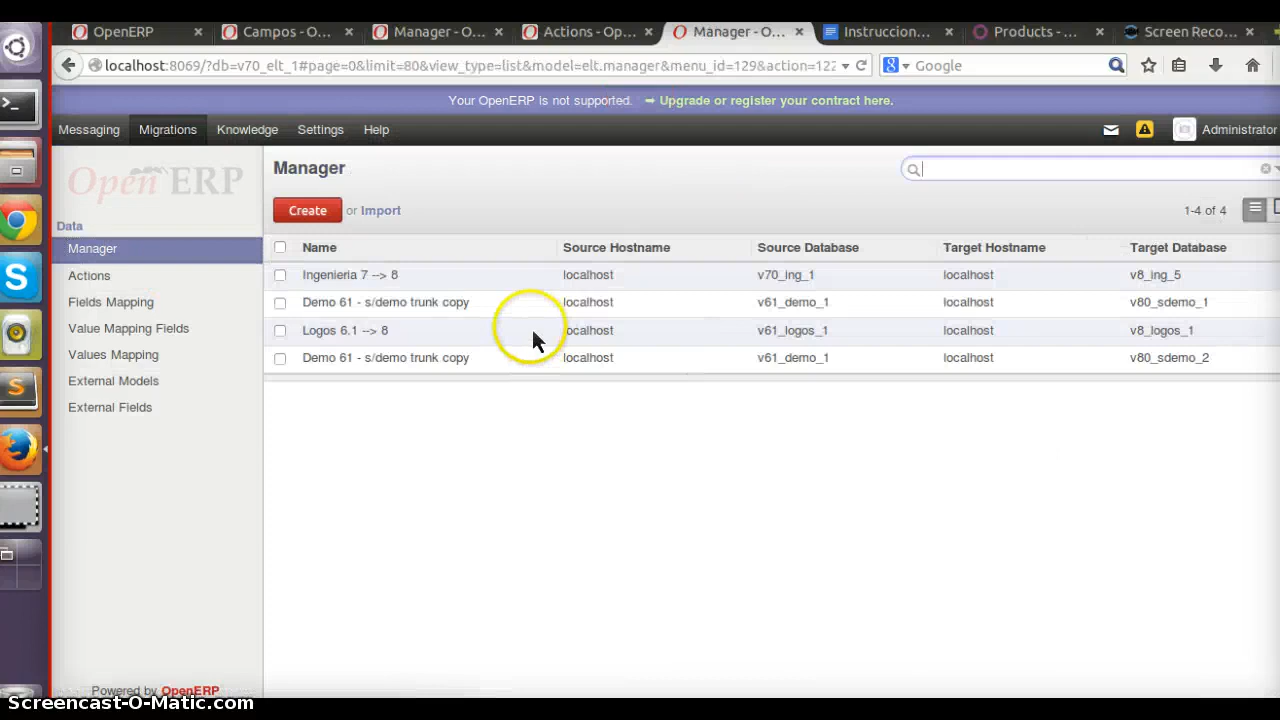 OpenERP × Campos - O... × Manager - O... × Actions - Op... × Manager - O... × Instruccion... × Products - ... × Screen Reco... ×
localhost:8069/?db=v70_elt_1#page=0&limit=80&view_type=list&model=elt.manager&menu_id=129&action=122
Google
Your OpenERP is not supported. ➡ Upgrade or register your contract here.
Messaging Migrations Knowledge Settings Help Administrator
Open ERP
Manager
Create or Import 1-4 of 4
Data
Manager
Actions
Fields Mapping
Value Mapping Fields
Values Mapping
External Models
External Fields
Name Source Hostname Source Database Target Hostname Target Database
Ingenieria 7 --> 8 localhost v70_ing_1 localhost v8_ing_5
Demo 61 - s/demo trunk copy localhost v61_demo_1 localhost v80_sdemo_1
Logos 6.1 --> 8 localhost v61_logos_1 localhost v8_logos_1
Demo 61 - s/demo trunk copy localhost v61_demo_1 localhost v80_sdemo_2
Powered by OpenERP
Screencast-O-Matic.com